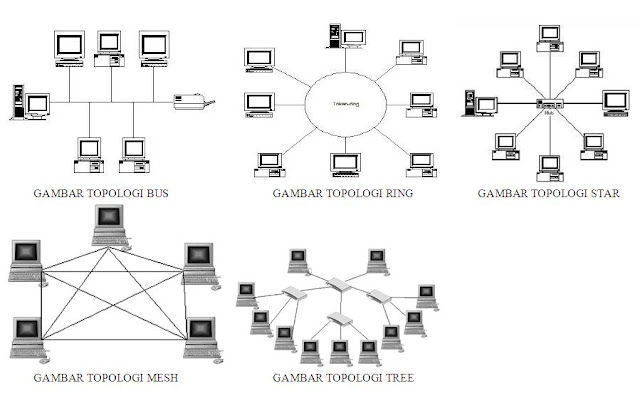 Token-ring
Hub
GAMBAR TOPOLOGI BUS
GAMBAR TOPOLOGI RING
GAMBAR TOPOLOGI STAR
GAMBAR TOPOLOGI MESH
GAMBAR TOPOLOGI TREE